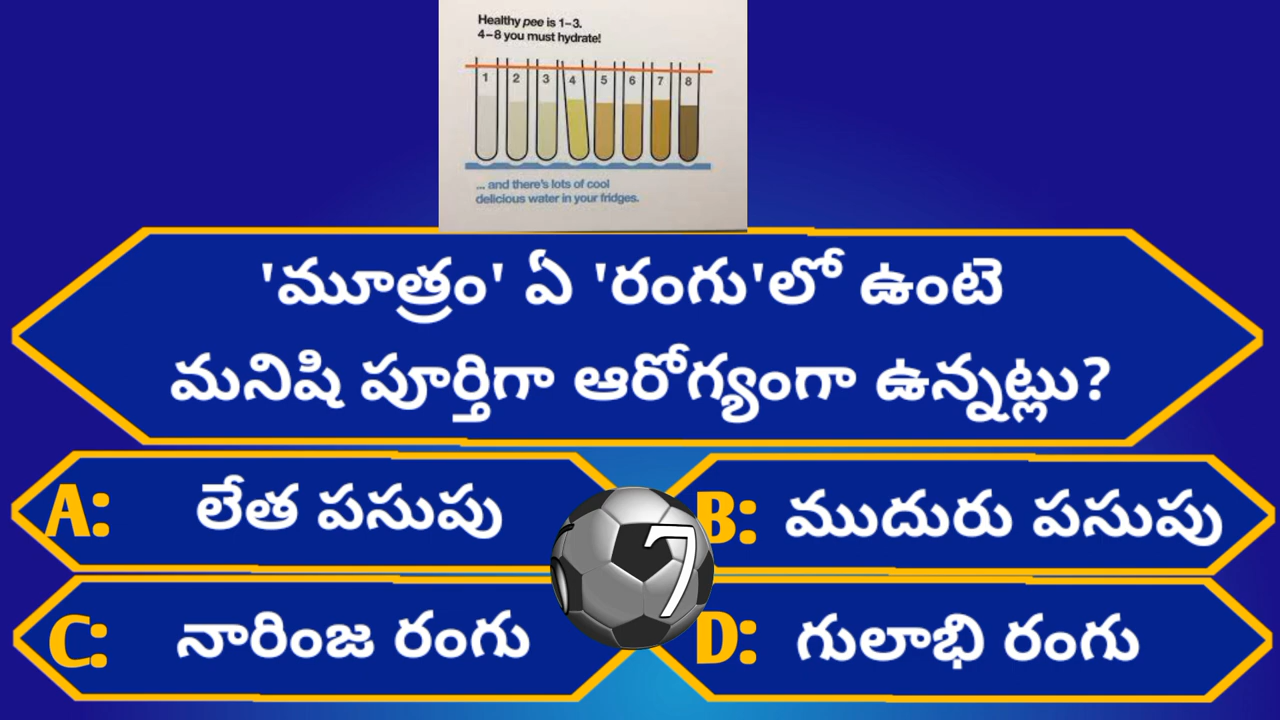 Healthy pee is 1–3.
4–8 you must hydrate!
1 2 3 4 5 6 7 8
... and there's lots of cool
delicious water in your fridges.
'మూత్రం' ఏ 'రంగు'లో ఉంటె
మనిషి పూర్తిగా ఆరోగ్యంగా ఉన్నట్లు?
A: లేత పసుపు
B: ముదురు పసుపు
7
C: నారింజ రంగు
D: గులాభి రంగు